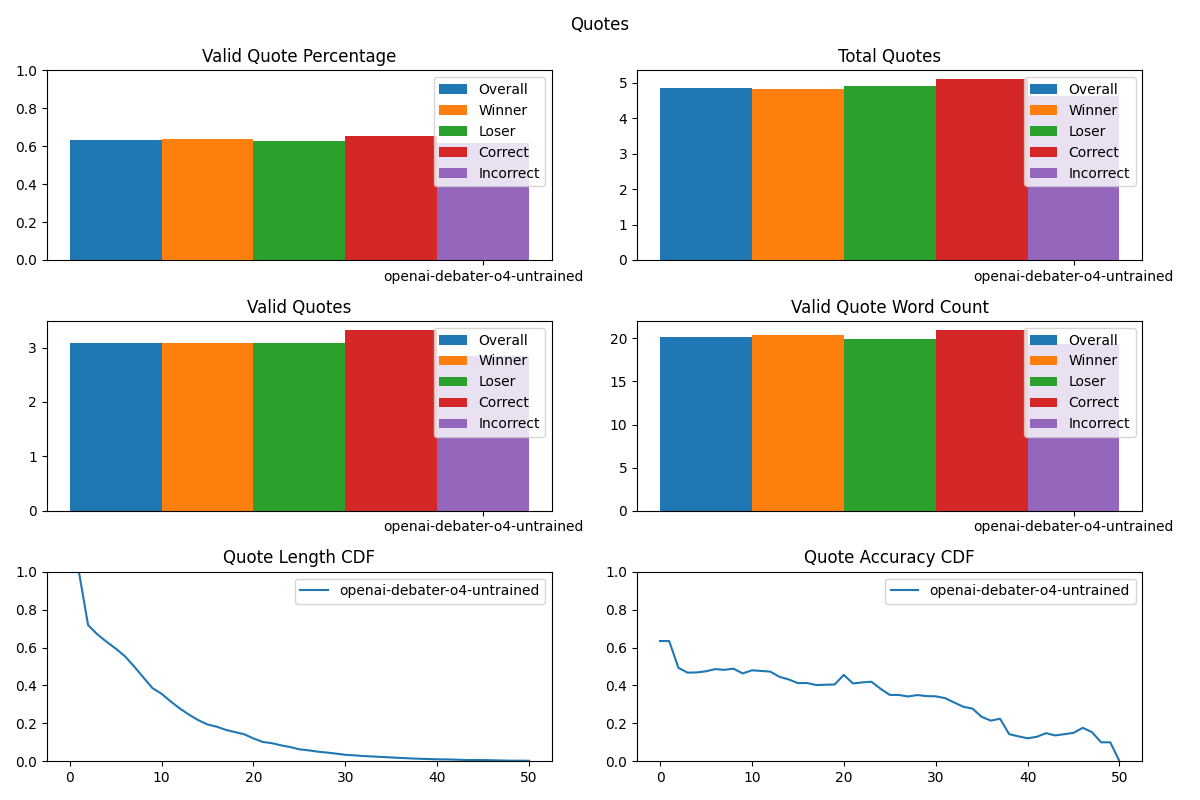 Quotes
Valid Quote Percentage
1.0
0.8
0.6
0.4
0.2
0.0
Overall
Winner
Loser
Correct
Incorrect
openai-debater-o4-untrained
Total Quotes
5
4
3
2
1
0
Overall
Winner
Loser
Correct
Incorrect
openai-debater-o4-untrained
Valid Quotes
3
2
1
0
Overall
Winner
Loser
Correct
Incorrect
openai-debater-o4-untrained
Valid Quote Word Count
20
15
10
5
0
Overall
Winner
Loser
Correct
Incorrect
openai-debater-o4-untrained
Quote Length CDF
1.0
0.8
0.6
0.4
0.2
0.0
openai-debater-o4-untrained
0 10 20 30 40 50
Quote Accuracy CDF
1.0
0.8
0.6
0.4
0.2
0.0
openai-debater-o4-untrained
0 10 20 30 40 50